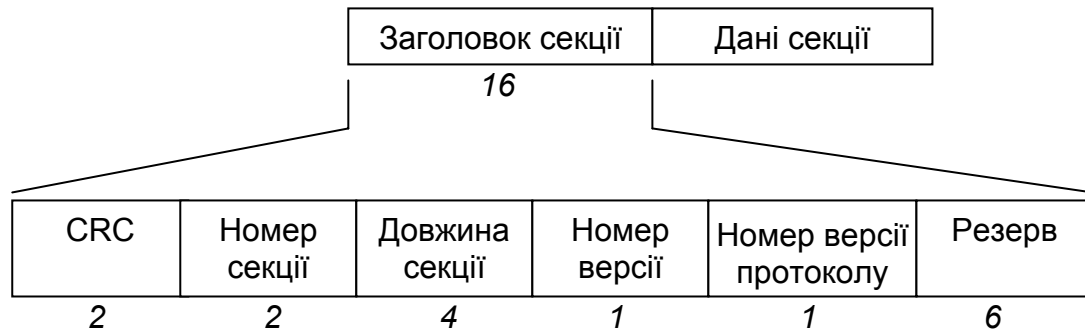 Заголовок секції Дані секції
16
CRC Номер секції Довжина секції Номер версії Номер версії протоколу Резерв
2 2 4 1 1 6